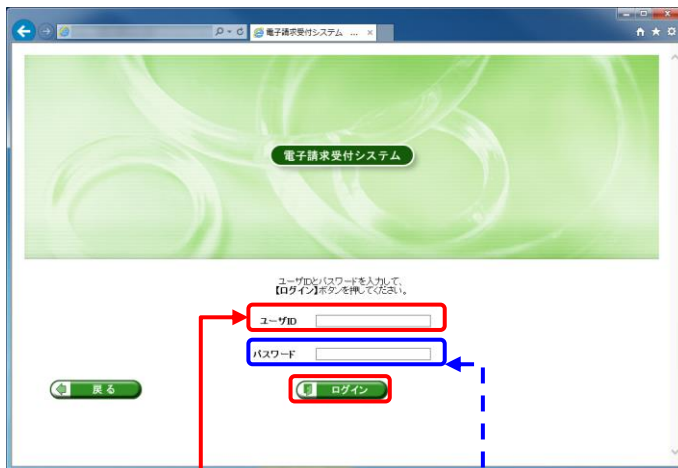 電子請求受付システム ... ×
電子請求受付システム
ユーザIDとパスワードを入力して、
【ログイン】ボタンを押してください。
ユーザID
パスワード
戻る
ログイン